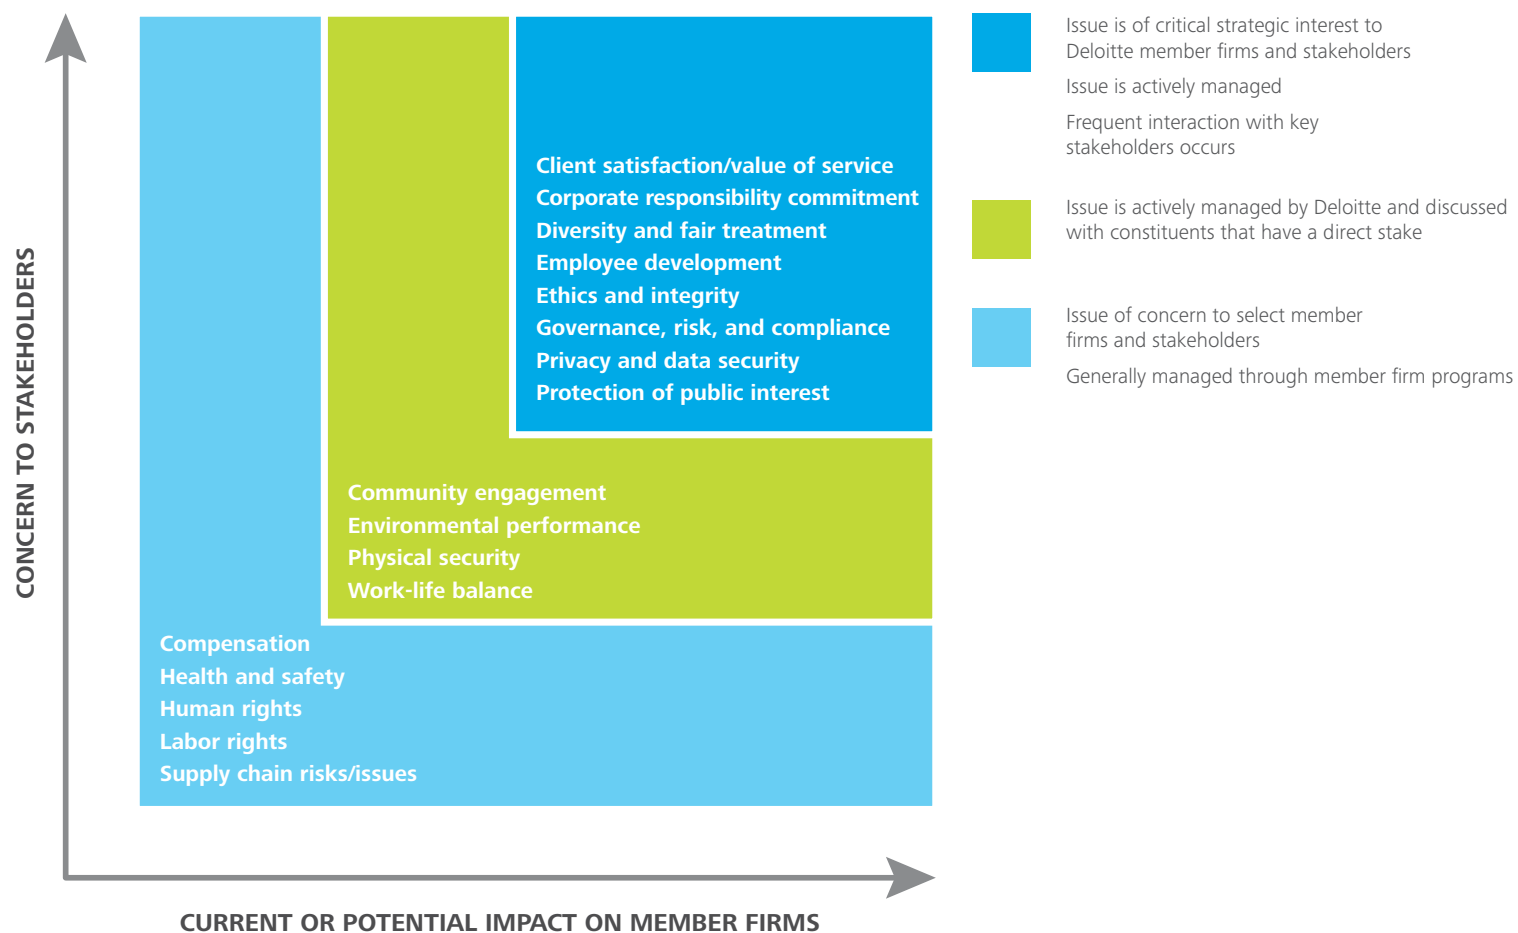 CONCERN TO STAKEHOLDERS
Client satisfaction/value of service
Corporate responsibility commitment
Diversity and fair treatment
Employee development
Ethics and integrity
Governance, risk, and compliance
Privacy and data security
Protection of public interest
Community engagement
Environmental performance
Physical security
Work-life balance
Compensation
Health and safety
Human rights
Labor rights
Supply chain risks/issues
CURRENT OR POTENTIAL IMPACT ON MEMBER FIRMS
Issue is of critical strategic interest to
Deloitte member firms and stakeholders
Issue is actively managed
Frequent interaction with key
stakeholders occurs
Issue is actively managed by Deloitte and discussed
with constituents that have a direct stake
Issue of concern to select member
firms and stakeholders
Generally managed through member firm programs